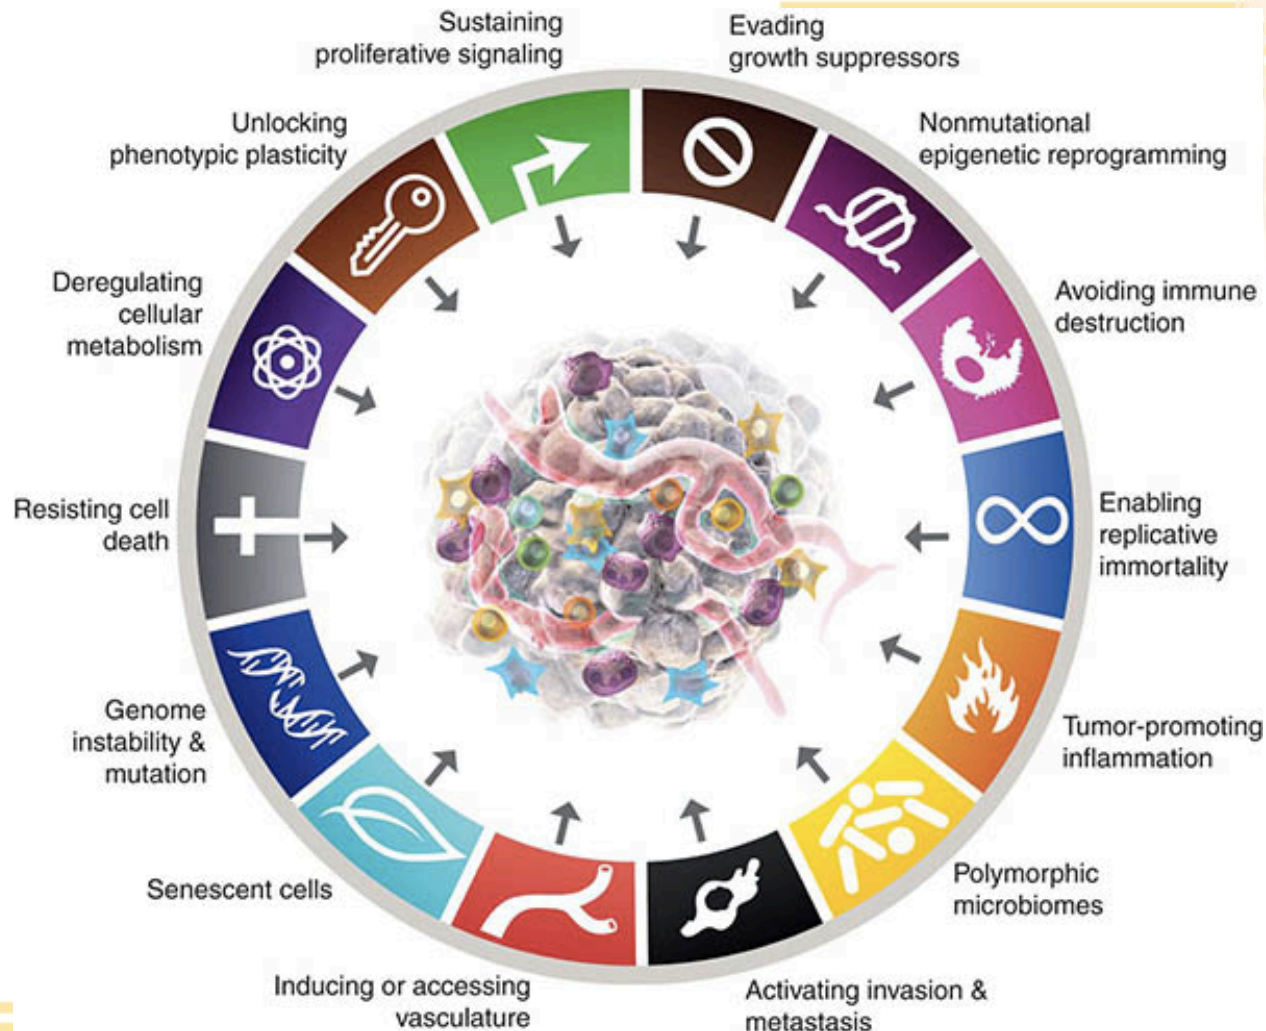 Sustaining
proliferative signaling
Evading
growth suppressors
Nonmutational
epigenetic reprogramming
Avoiding immune
destruction
Enabling
replicative
immortality
Tumor-promoting
inflammation
Polymorphic
microbiomes
Activating invasion &
metastasis
Inducing or accessing
vasculature
Senescent cells
Genome
instability &
mutation
Resisting cell
death
Deregulating
cellular
metabolism
Unlocking
phenotypic plasticity